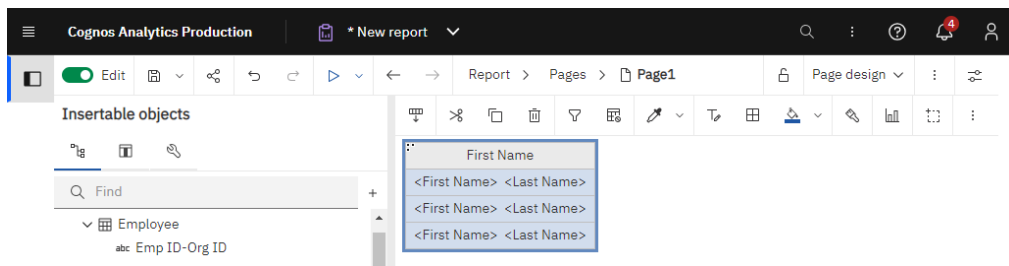 Cognos Analytics Production * New report 4
Edit Report > Pages > Page1 Page design
Insertable objects
Find +
Employee
abc Emp ID-Org ID
First Name
<First Name> <Last Name>
<First Name> <Last Name>
<First Name> <Last Name>